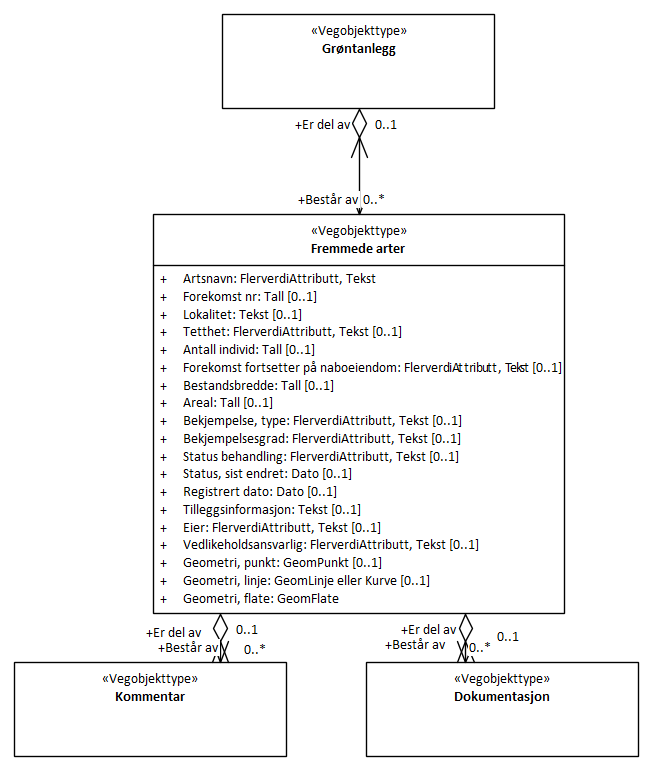 «Vegobjekttype»
Grøntanlegg
+Er del av 0..1
+Består av 0..*
«Vegobjekttype»
Fremmede arter
+ Artsnavn: FlerverdiAttributt, Tekst
+ Forekomst nr: Tall [0..1]
+ Lokalitet: Tekst [0..1]
+ Tetthet: FlerverdiAttributt, Tekst [0..1]
+ Antall individ: Tall [0..1]
+ Forekomst fortsetter på naboeiendom: FlerverdiAttributt, Tekst [0..1]
+ Bestandsbredde: Tall [0..1]
+ Areal: Tall [0..1]
+ Bekjempelse, type: FlerverdiAttributt, Tekst [0..1]
+ Bekjempelsesgrad: FlerverdiAttributt, Tekst [0..1]
+ Status behandling: FlerverdiAttributt, Tekst [0..1]
+ Status, sist endret: Dato [0..1]
+ Registrert dato: Dato [0..1]
+ Tilleggsinformasjon: Tekst [0..1]
+ Eier: FlerverdiAttributt, Tekst [0..1]
+ Vedlikeholdsansvarlig: FlerverdiAttributt, Tekst [0..1]
+ Geometri, punkt: GeomPunkt [0..1]
+ Geometri, linje: GeomLinje eller Kurve [0..1]
+ Geometri, flate: GeomFlate
+Er del av 0..1
+Består av 0..*
+Er del av 0..1
+Består av 0..*
«Vegobjekttype»
Kommentar
«Vegobjekttype»
Dokumentasjon